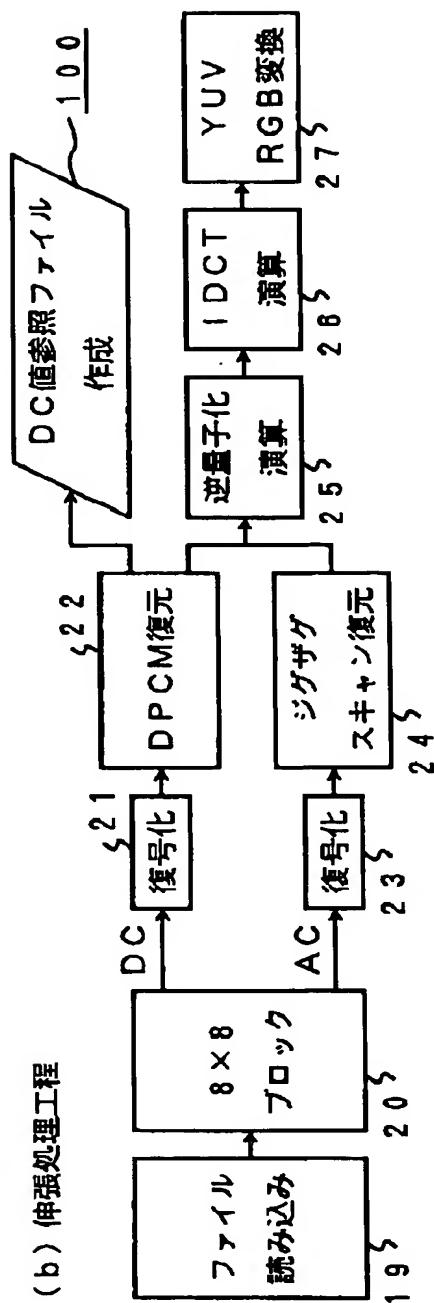 (b) 伸張処理工程
ファイル
読み込み
19
8×8
ブロック
20
DC
復号化
21
DPCM復元
22
DC値参照ファイル
作成
100
AC
復号化
23
ジグザグ
スキャン復元
24
逆量子化
演算
25
IDCT
演算
26
YUV
RGB変換
27